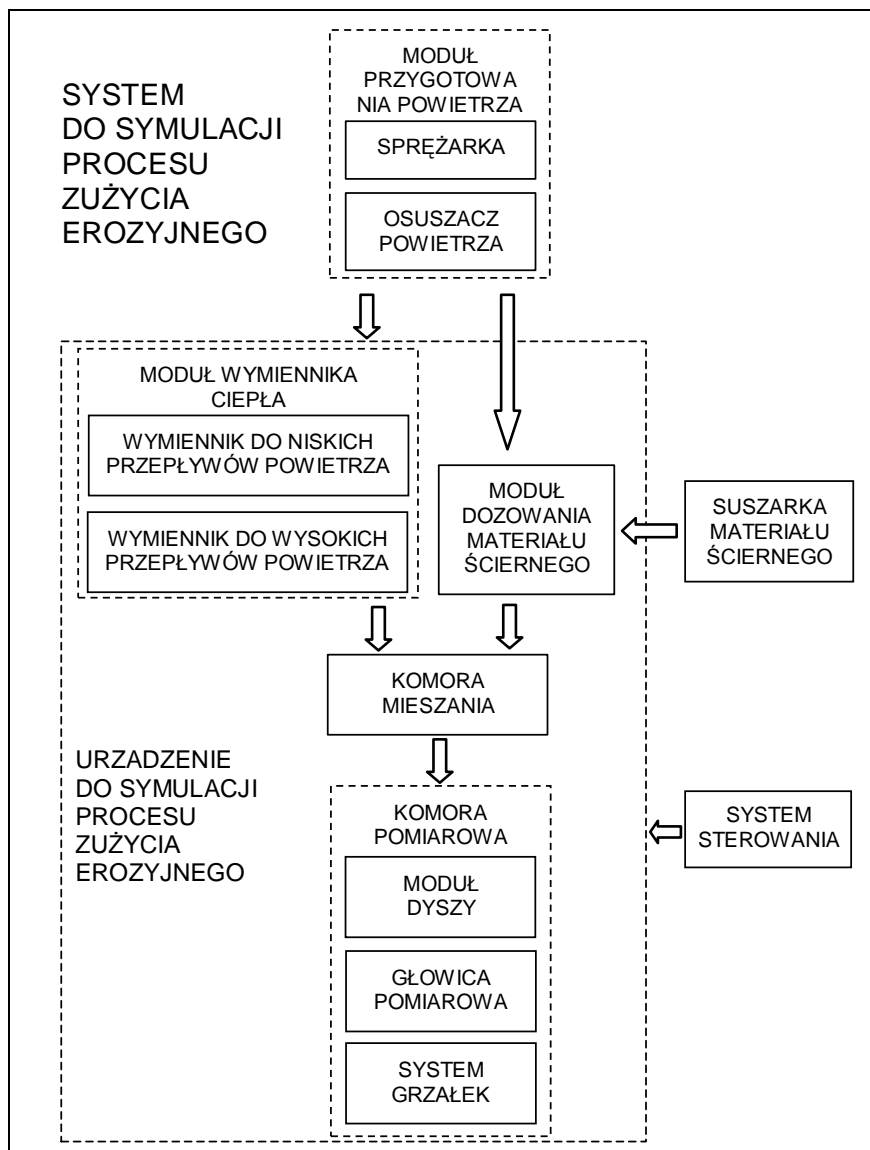 SYSTEM
DO SYMULACJI
PROCESU
ZUŻYCIA
EROZYJNEGO
MODUŁ
PRZYGOTOWA
NIA POWIETRZA
SPRĘŻARKA
OSUSZACZ
POWIETRZA
MODUŁ WYMIENNIKA
CIEPŁA
WYMIENNIK DO NISKICH
PRZEPŁYWÓW POWIETRZA
WYMIENNIK DO WYSOKICH
PRZEPŁYWÓW POWIETRZA
MODUŁ
DOZOWANIA
MATERIAŁU
ŚCIERNEGO
SUSZARKA
MATERIAŁU
ŚCIERNEGO
KOMORA
MIESZANIA
URZADZENIE
DO SYMULACJI
PROCESU
ZUŻYCIA
EROZYJNEGO
KOMORA
POMIAROWA
MODUŁ
DYSZY
GŁOWICA
POMIAROWA
SYSTEM
GRZAŁEK
SYSTEM
STEROWANIA